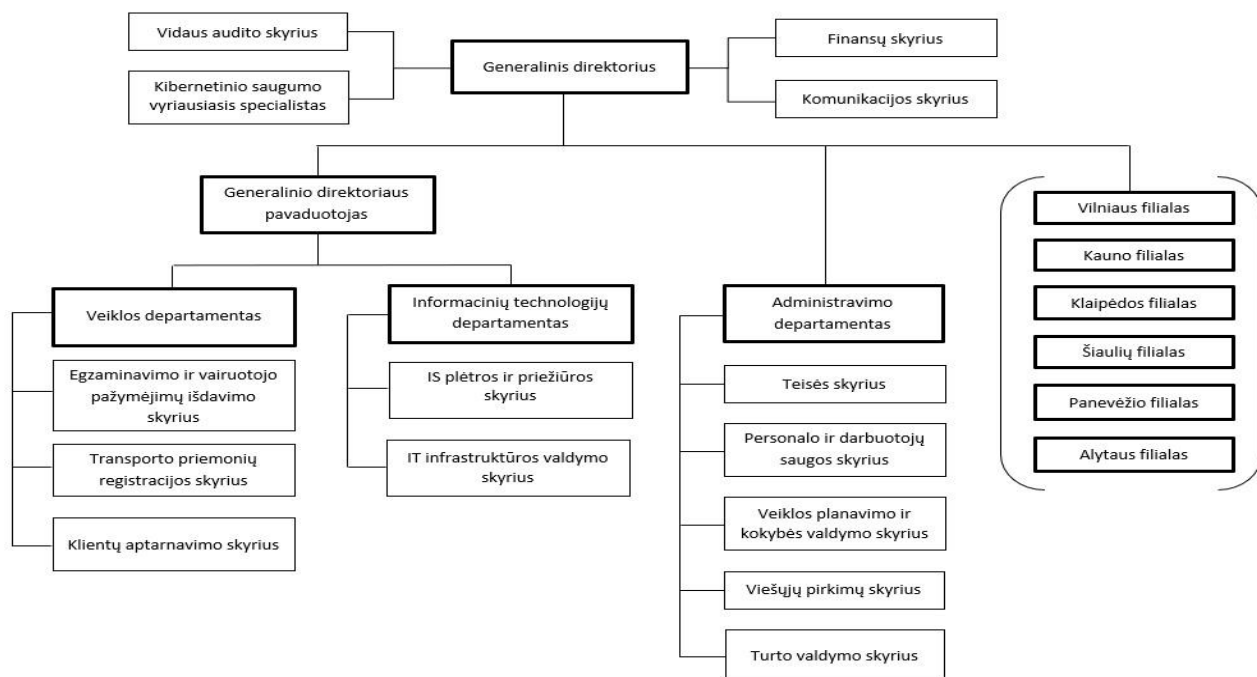 Vidaus audito skyrius
Kibernetinio saugumo
vyriausiasis specialistas
Generalinis direktorius
Finansų skyrius
Komunikacijos skyrius
Generalinio direktoriaus
pavaduotojas
Veiklos departamentas
Egzaminavimo ir vairuotojo
pažymėjimų išdavimo
skyrius
Transporto priemonių
registracijos skyrius
Klientų aptarnavimo skyrius
Informacinių technologijų
departamentas
IS plėtros ir priežiūros
skyrius
IT infrastruktūros valdymo
skyrius
Administravimo
departamentas
Teisės skyrius
Personalo ir darbuotojų
saugos skyrius
Veiklos planavimo ir
kokybės valdymo skyrius
Viešųjų pirkimų skyrius
Turto valdymo skyrius
Vilniaus filialas
Kauno filialas
Klaipėdos filialas
Šiaulių filialas
Panevėžio filialas
Alytaus filialas